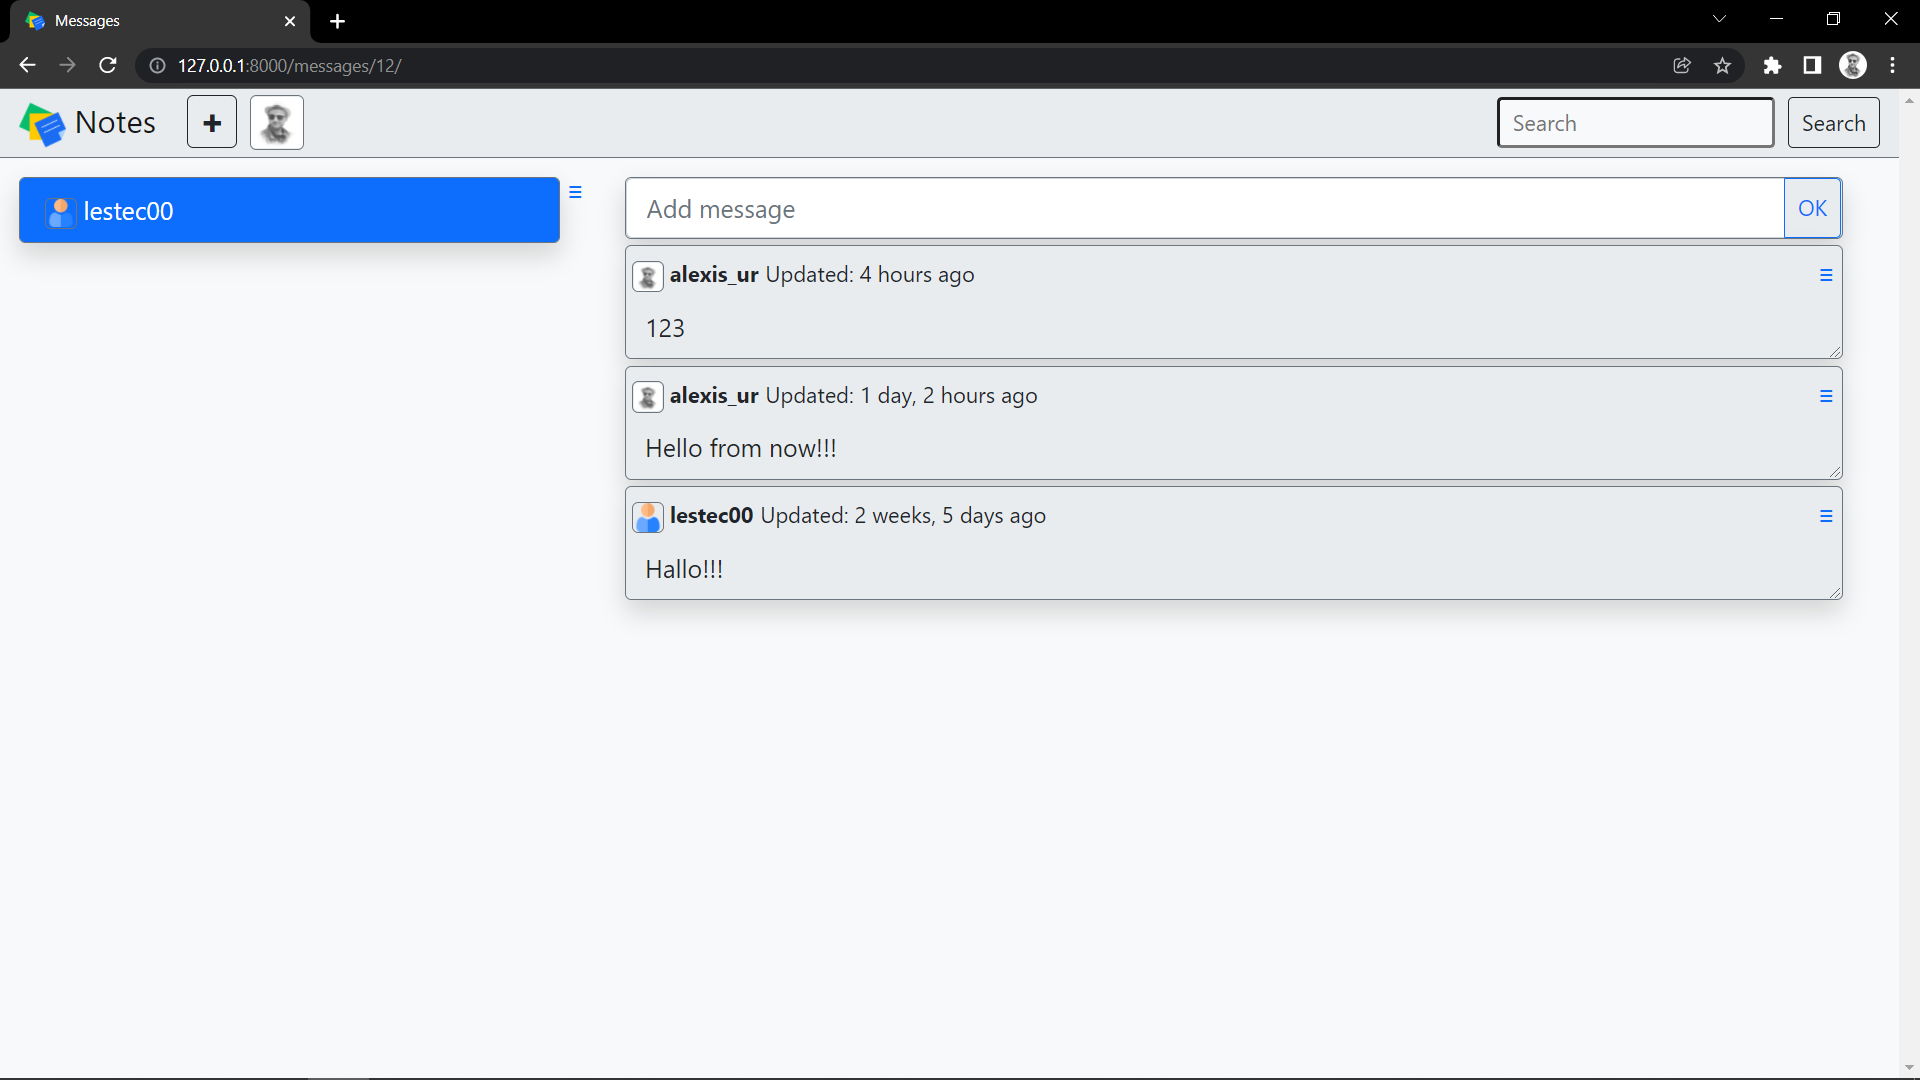 Messages
127.0.0.1:8000/messages/12/
Notes
Search
Search
lestec00
Add message
OK
alexis_ur Updated: 4 hours ago
123
alexis_ur Updated: 1 day, 2 hours ago
Hello from now!!!
lestec00 Updated: 2 weeks, 5 days ago
Hallo!!!